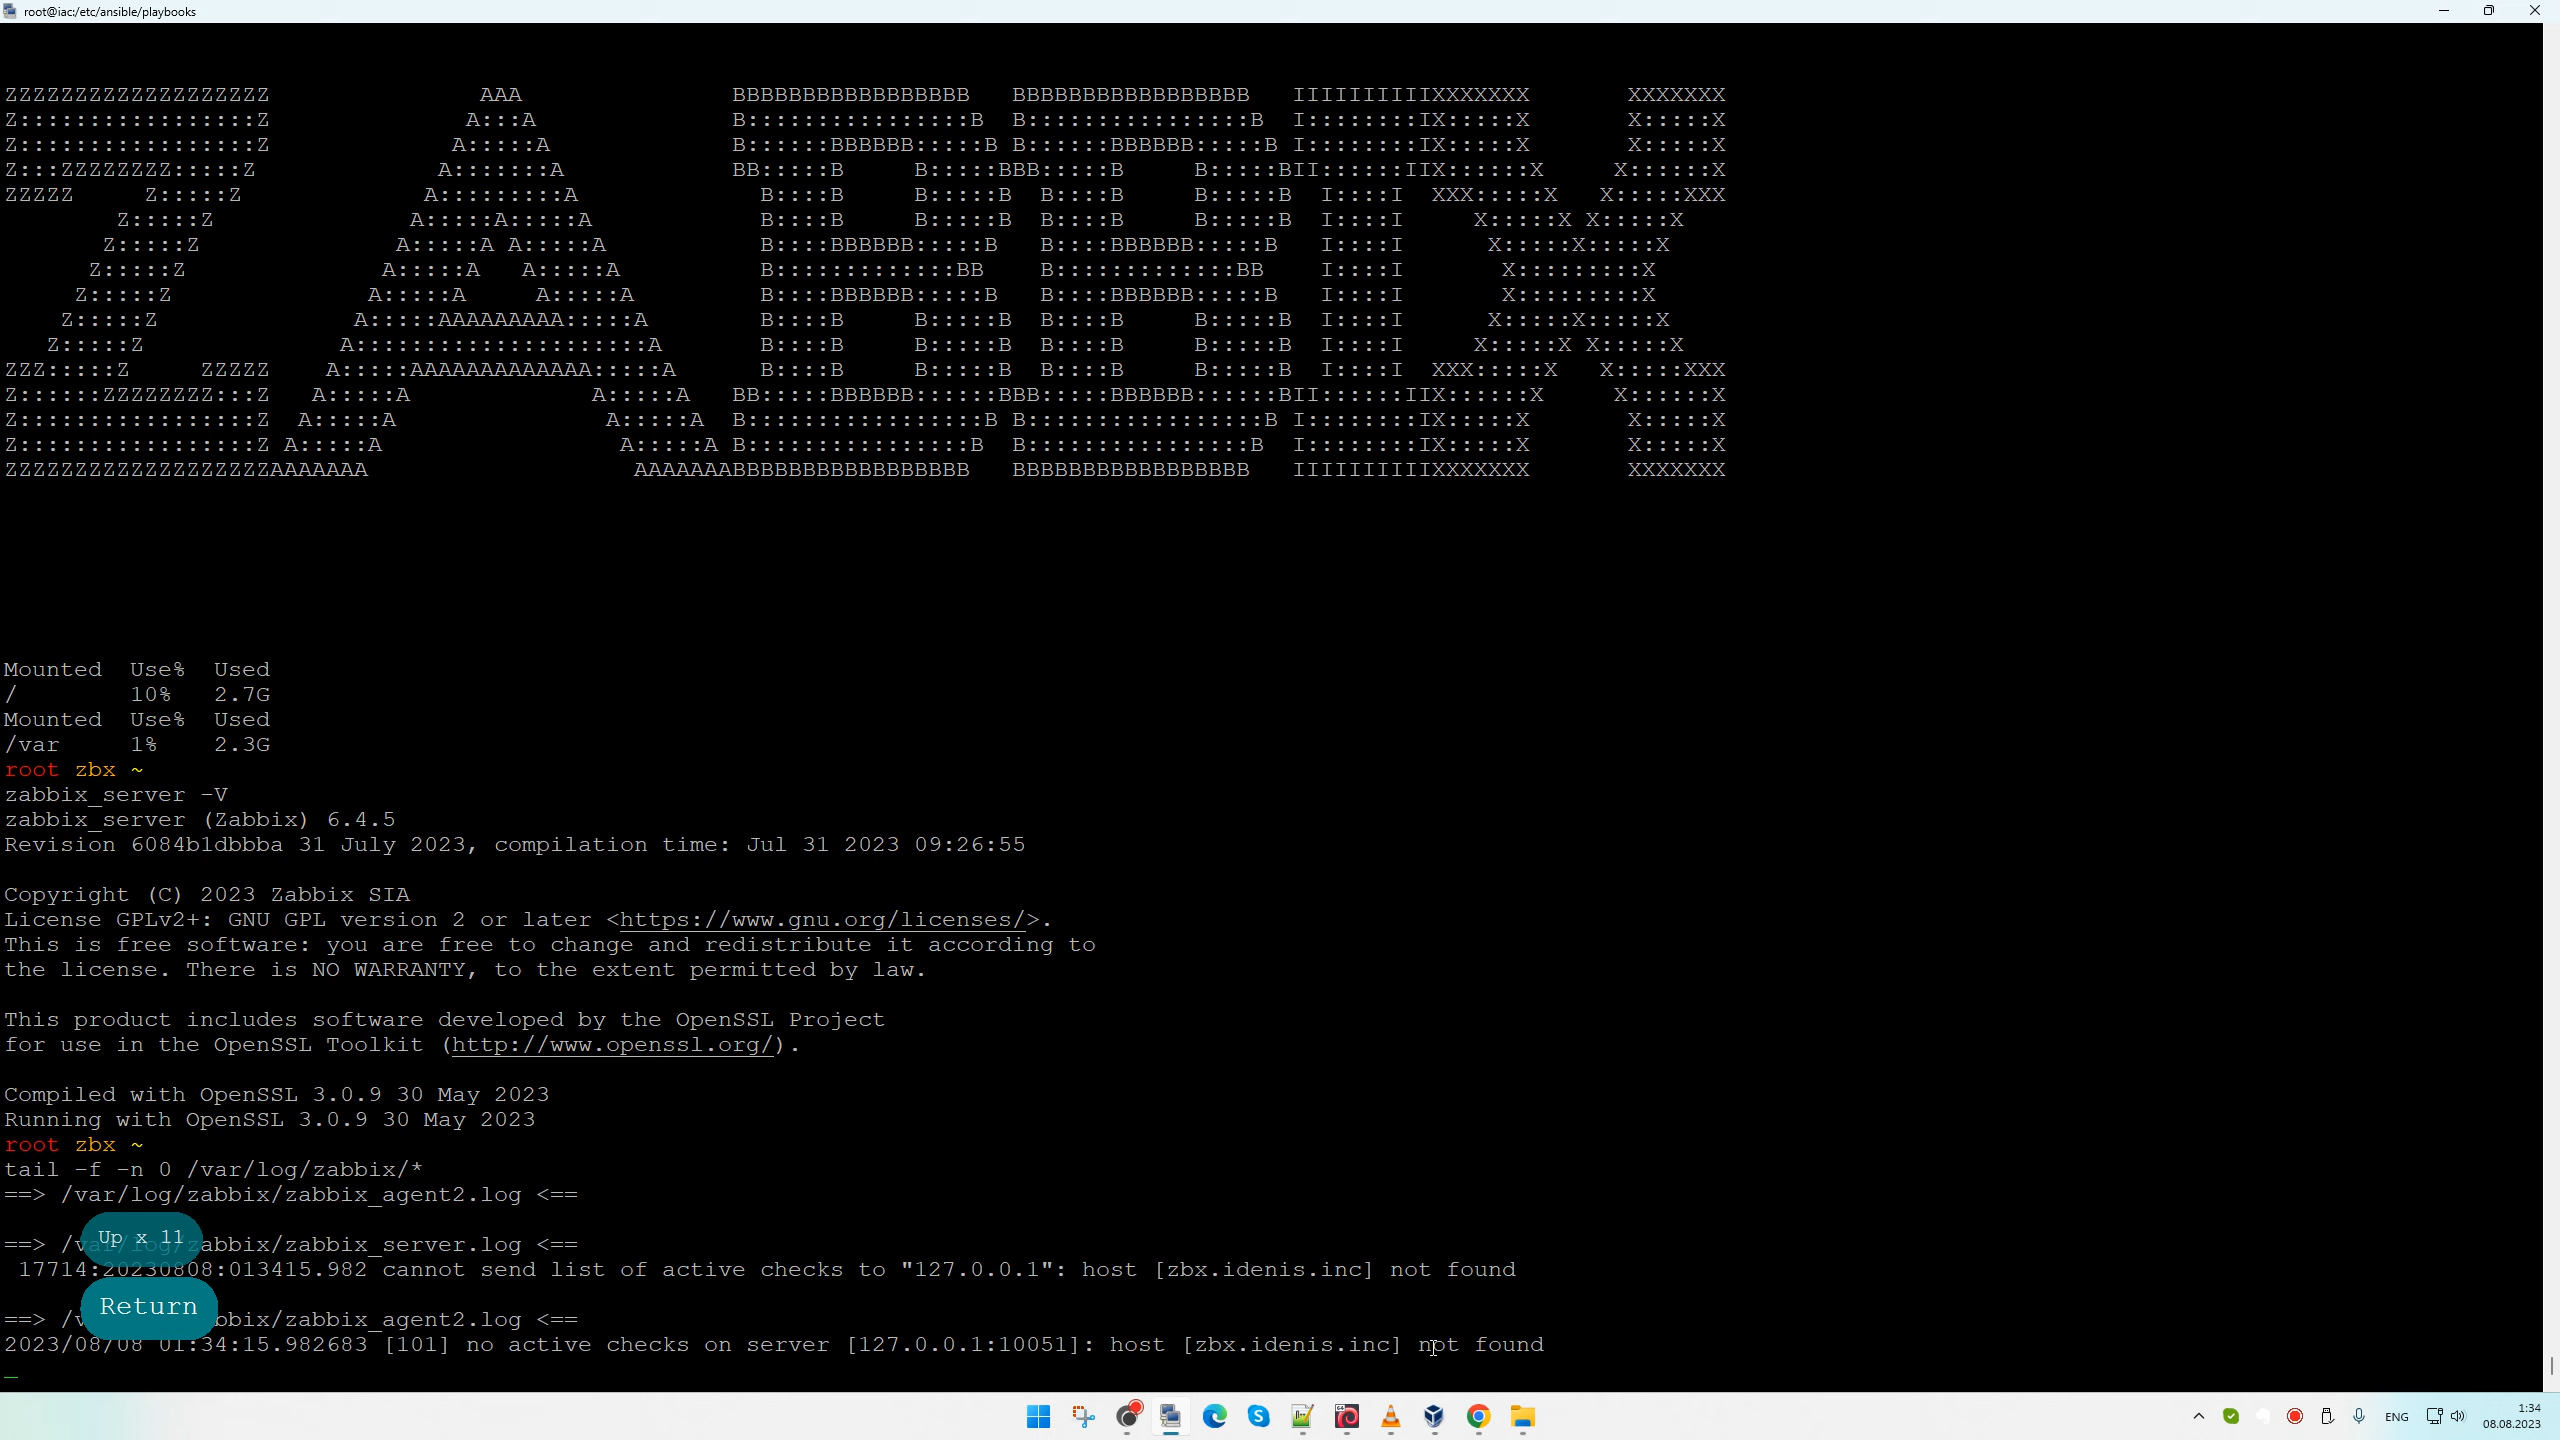 root@iac:/etc/ansible/playbooks
ZZZZZZZZZZZZZZZZZZZ               AAA               BBBBBBBBBBBBBBBBB   BBBBBBBBBBBBBBBBB   IIIIIIIIIIXXXXXXX       XXXXXXX
Z:::::::::::::::::Z              A:::A              B::::::::::::::::B  B::::::::::::::::B  I::::::::IX:::::X       X:::::X
Z:::::::::::::::::Z             A:::::A             B::::::BBBBBB:::::B B::::::BBBBBB:::::B I::::::::IX:::::X       X:::::X
Z:::ZZZZZZZZ:::::Z             A:::::::A            BB:::::B     B:::::BBB:::::B     B:::::BII::::::IIX::::::X     X::::::X
ZZZZZ     Z:::::Z             A:::::::::A             B::::B     B:::::B  B::::B     B:::::B  I::::I  XXX:::::X   X:::::XXX
        Z:::::Z              A:::::A:::::A            B::::B     B:::::B  B::::B     B:::::B  I::::I     X:::::X X:::::X
       Z:::::Z              A:::::A A:::::A           B::::BBBBBB:::::B   B::::BBBBBB:::::B   I::::I      X:::::X:::::X
      Z:::::Z              A:::::A   A:::::A          B:::::::::::::BB    B:::::::::::::BB    I::::I       X:::::::::X
     Z:::::Z              A:::::A     A:::::A         B::::BBBBBB:::::B   B::::BBBBBB:::::B   I::::I       X:::::::::X
    Z:::::Z              A:::::AAAAAAAAA:::::A        B::::B     B:::::B  B::::B     B:::::B  I::::I      X:::::X:::::X
   Z:::::Z              A:::::::::::::::::::::A       B::::B     B:::::B  B::::B     B:::::B  I::::I     X:::::X X:::::X
ZZZ:::::Z     ZZZZZ    A:::::AAAAAAAAAAAAA:::::A      B::::B     B:::::B  B::::B     B:::::B  I::::I  XXX:::::X   X:::::XXX
Z::::::ZZZZZZZZ:::Z   A:::::A             A:::::A   BB:::::BBBBBB::::::BBB:::::BBBBBB::::::BII::::::IIX::::::X     X::::::X
Z:::::::::::::::::Z  A:::::A               A:::::A  B:::::::::::::::::B B:::::::::::::::::B I::::::::IX:::::X       X:::::X
Z:::::::::::::::::Z A:::::A                 A:::::A B::::::::::::::::B  B::::::::::::::::B  I::::::::IX:::::X       X:::::X
ZZZZZZZZZZZZZZZZZZZAAAAAAA                   AAAAAAABBBBBBBBBBBBBBBBB   BBBBBBBBBBBBBBBBB   IIIIIIIIIIXXXXXXX       XXXXXXX
Mounted  Use%  Used
/        10%   2.7G
Mounted  Use%  Used
/var     1%    2.3G
root zbx ~
zabbix_server -V
zabbix_server (Zabbix) 6.4.5
Revision 6084b1dbbba 31 July 2023, compilation time: Jul 31 2023 09:26:55
Copyright (C) 2023 Zabbix SIA
License GPLv2+: GNU GPL version 2 or later <https://www.gnu.org/licenses/>.
This is free software: you are free to change and redistribute it according to
the license. There is NO WARRANTY, to the extent permitted by law.
This product includes software developed by the OpenSSL Project
for use in the OpenSSL Toolkit (http://www.openssl.org/).
Compiled with OpenSSL 3.0.9 30 May 2023
Running with OpenSSL 3.0.9 30 May 2023
root zbx ~
tail -f -n 0 /var/log/zabbix/*
==> /var/log/zabbix/zabbix_agent2.log <==
Up x 11
==> /var/log/zabbix/zabbix_server.log <==
17714:20230808:013415.982 cannot send list of active checks to "127.0.0.1": host [zbx.idenis.inc] not found
Return
==> /v bbix/zabbix_agent2.log <==
2023/08/08 01:34:15.982683 [101] no active checks on server [127.0.0.1:10051]: host [zbx.idenis.inc] not found
ENG
1:34
08.08.2023